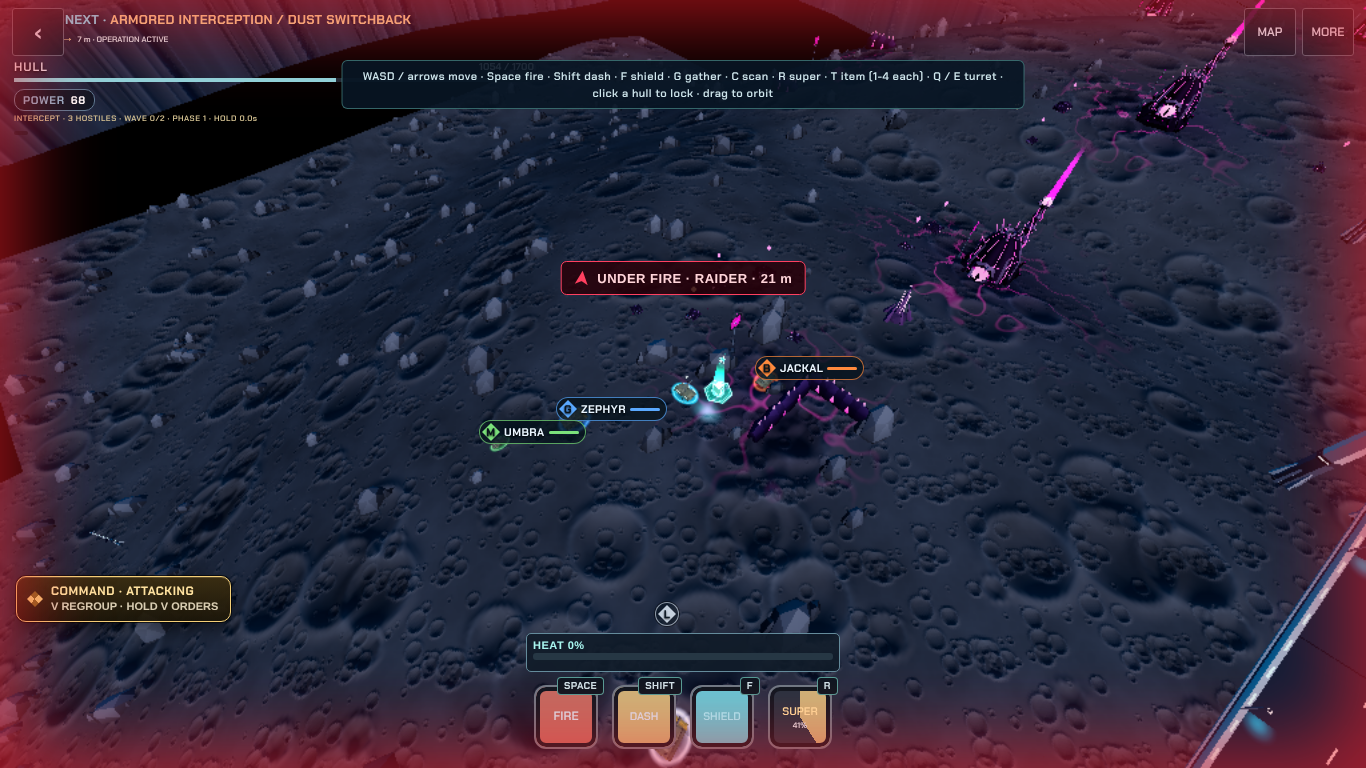 ‹
NEXT · ARMORED INTERCEPTION / DUST SWITCHBACK
→ 7 m · OPERATION ACTIVE
MAP
MORE
HULL
1054 / 1700
POWER 68
INTERCEPT · 3 HOSTILES · WAVE 0/2 · PHASE 1 · HOLD 0.0s
WASD / arrows move · Space fire · Shift dash · F shield · G gather · C scan · R super · T item (1-4 each) · Q / E turret ·
click a hull to lock · drag to orbit
UNDER FIRE · RAIDER · 21 m
JACKAL
ZEPHYR
M UMBRA
COMMAND · ATTACKING
V REGROUP · HOLD V ORDERS
L
HEAT 0%
SPACE
SHIFT
F
R
FIRE
DASH
SHIELD
SUPER
41%